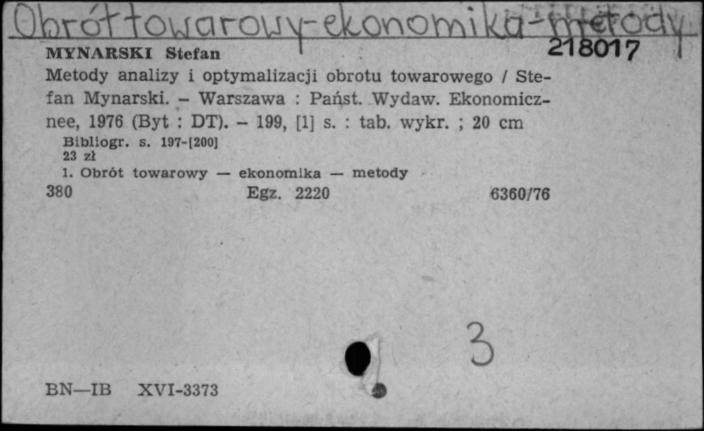 Obrót towarowy-ekonomika-metody
MYNARSKI Stefan 218017
Metody analizy i optymalizacji obrotu towarowego / Ste-
fan Mynarski. — Warszawa : Państ. Wydaw. Ekonomicz-
nee, 1976 (Byt : DT). — 199, [1] s. : tab. wykr. ; 20 cm
Bibliogr. s. 197-[200]
23 zł
1. Obrót towarowy — ekonomika — metody
380 Egz. 2220 6360/76
3
BN—IB XVI-3373